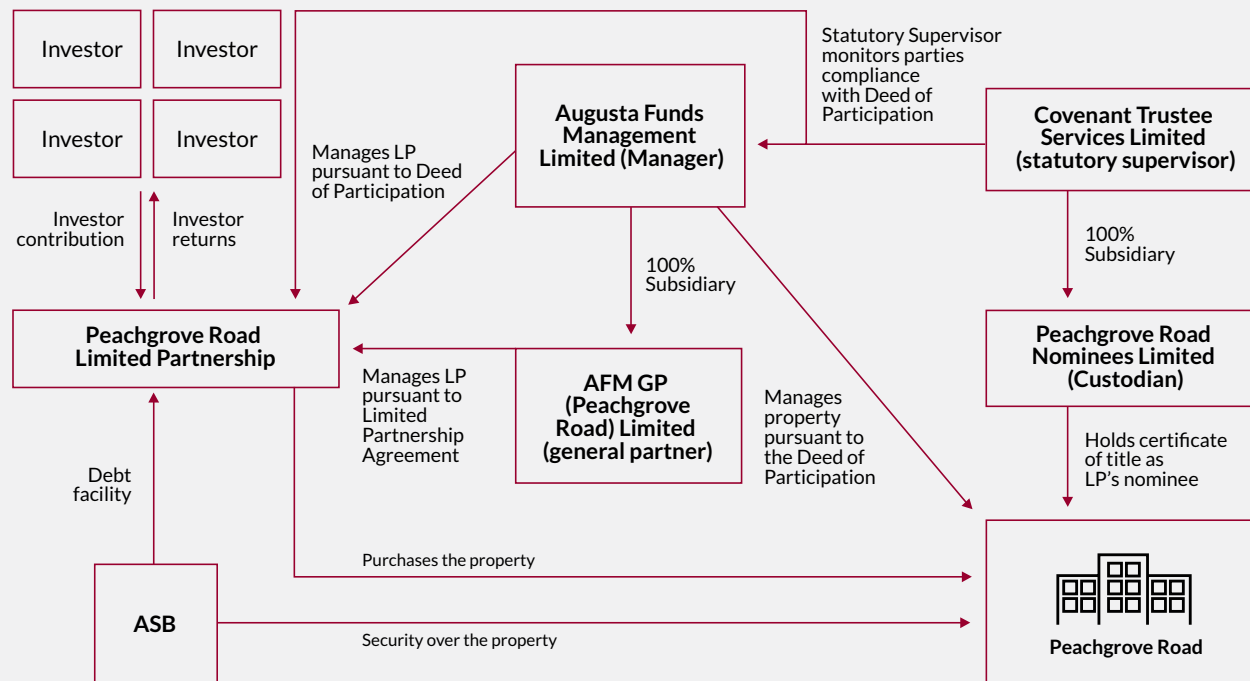 Investor
Investor
Investor
Investor
Investor
contribution
Investor
returns
Manages LP
pursuant to Deed
of Participation
Augusta Funds
Management
Limited (Manager)
Statutory Supervisor
monitors parties
compliance
with Deed of
Participation
Covenant Trustee
Services Limited
(statutory supervisor)
100%
Subsidiary
100%
Subsidiary
Peachgrove Road
Limited Partnership
Manages LP
pursuant to
Limited
Partnership
Agreement
AFM GP
(Peachgrove
Road) Limited
(general partner)
Manages
property
pursuant to
the Deed of
Participation
Peachgrove Road
Nominees Limited
(Custodian)
Holds certificate
of title as
LP’s nominee
Debt
facility
Purchases the property
ASB
Security over the property
Peachgrove Road